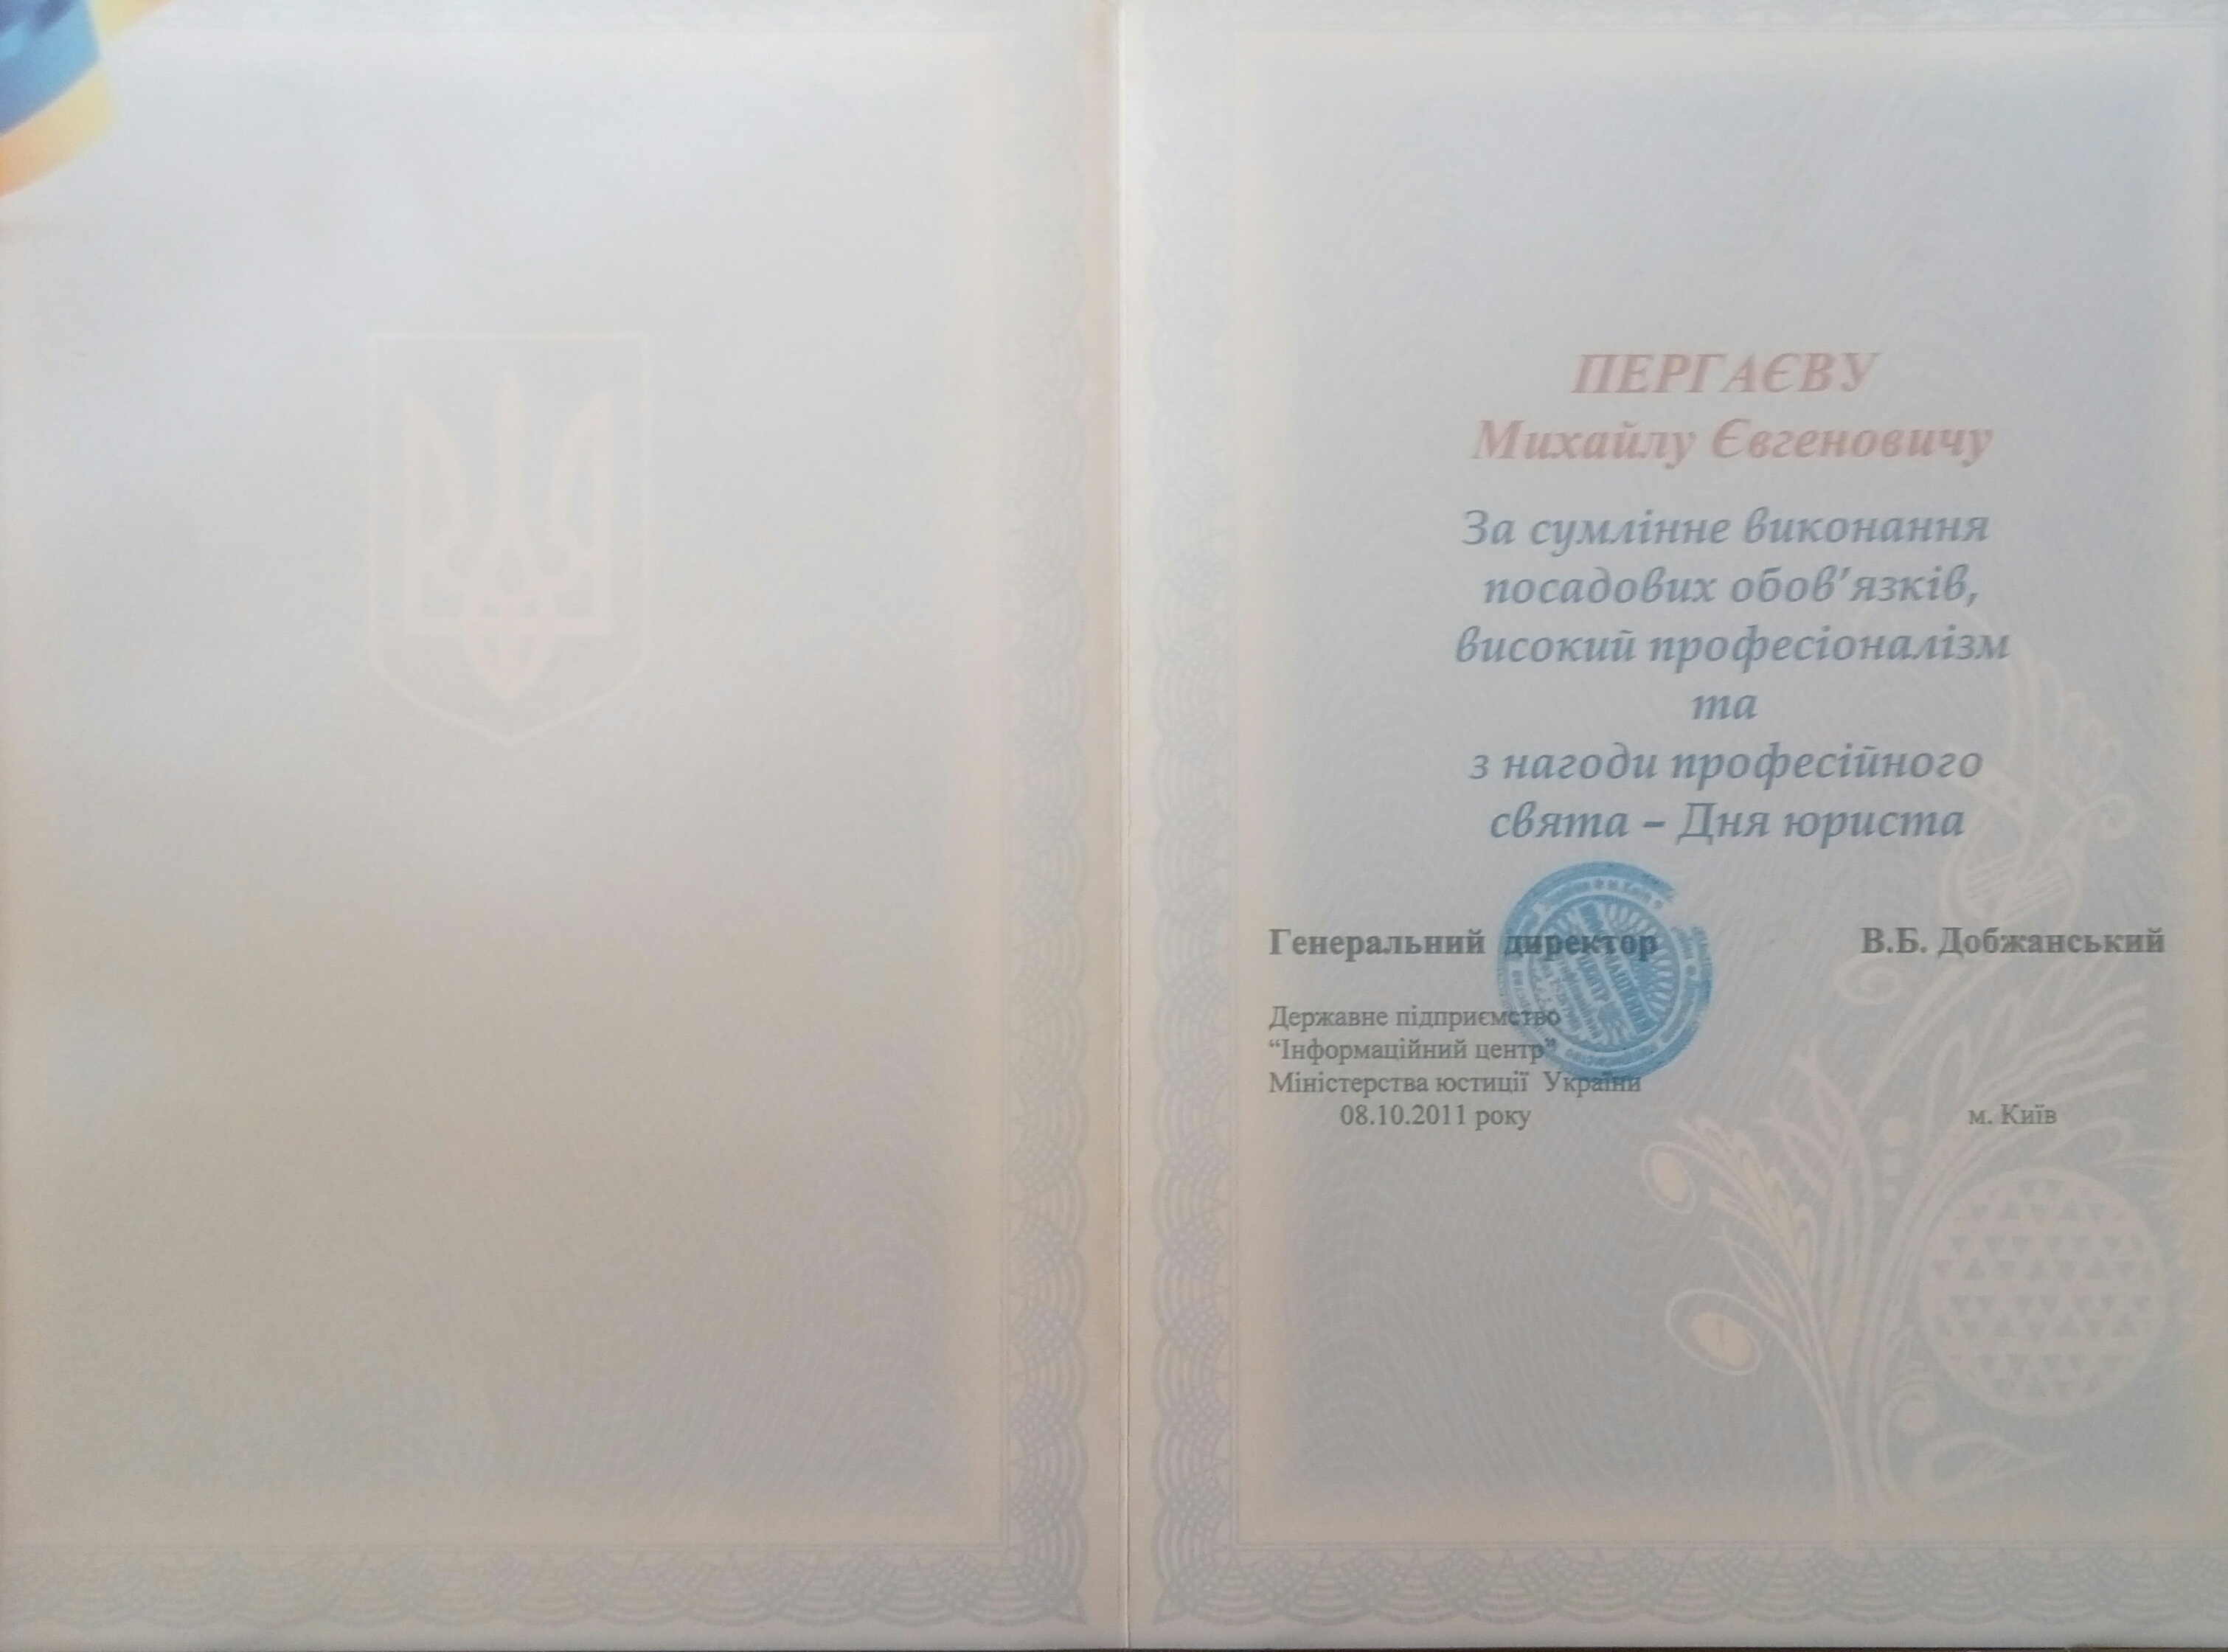 ПЕРГАЄВУ
Михайлу Євгеновичу
За сумлінне виконання
посадових обов’язків,
високий професіоналізм
та
з нагоди професійного
свята – Дня юриста
Генеральний директор В.Б. Добжанський
Державне підприємство
“Інформаційний центр”
Міністерства юстиції України
08.10.2011 року м. Київ